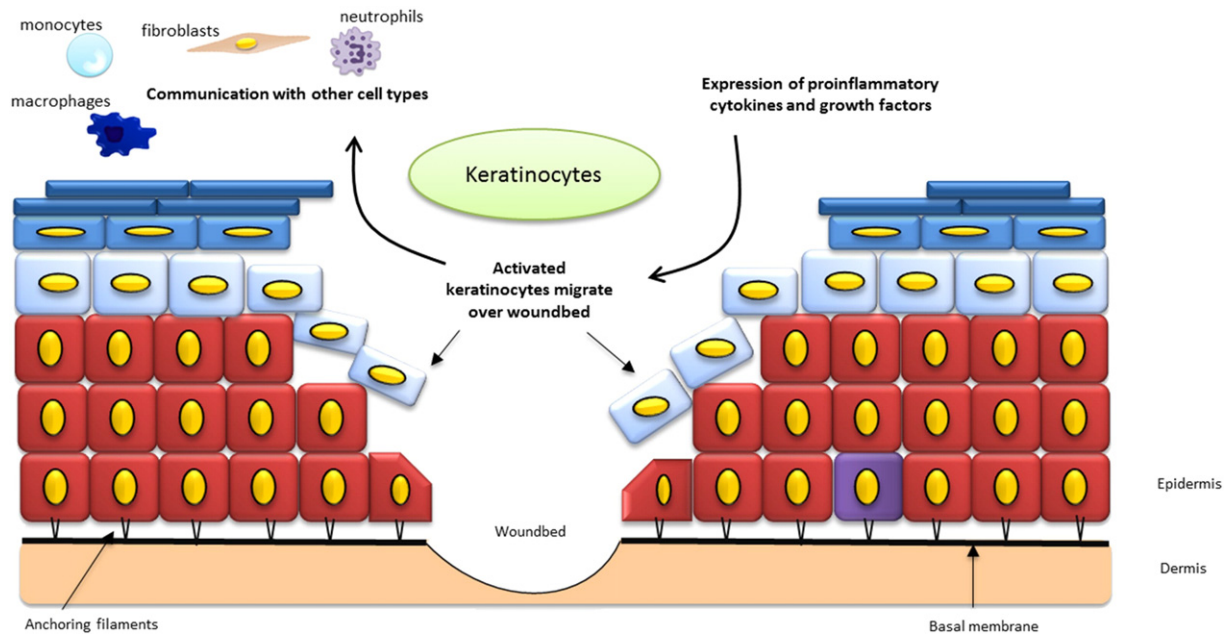 monocytes
fibroblasts
neutrophils
macrophages
Communication with other cell types
Expression of proinflammatory
cytokines and growth factors
Keratinocytes
Activated
keratinocytes migrate
over woundbed
Woundbed
Epidermis
Dermis
Anchoring filaments
Basal membrane